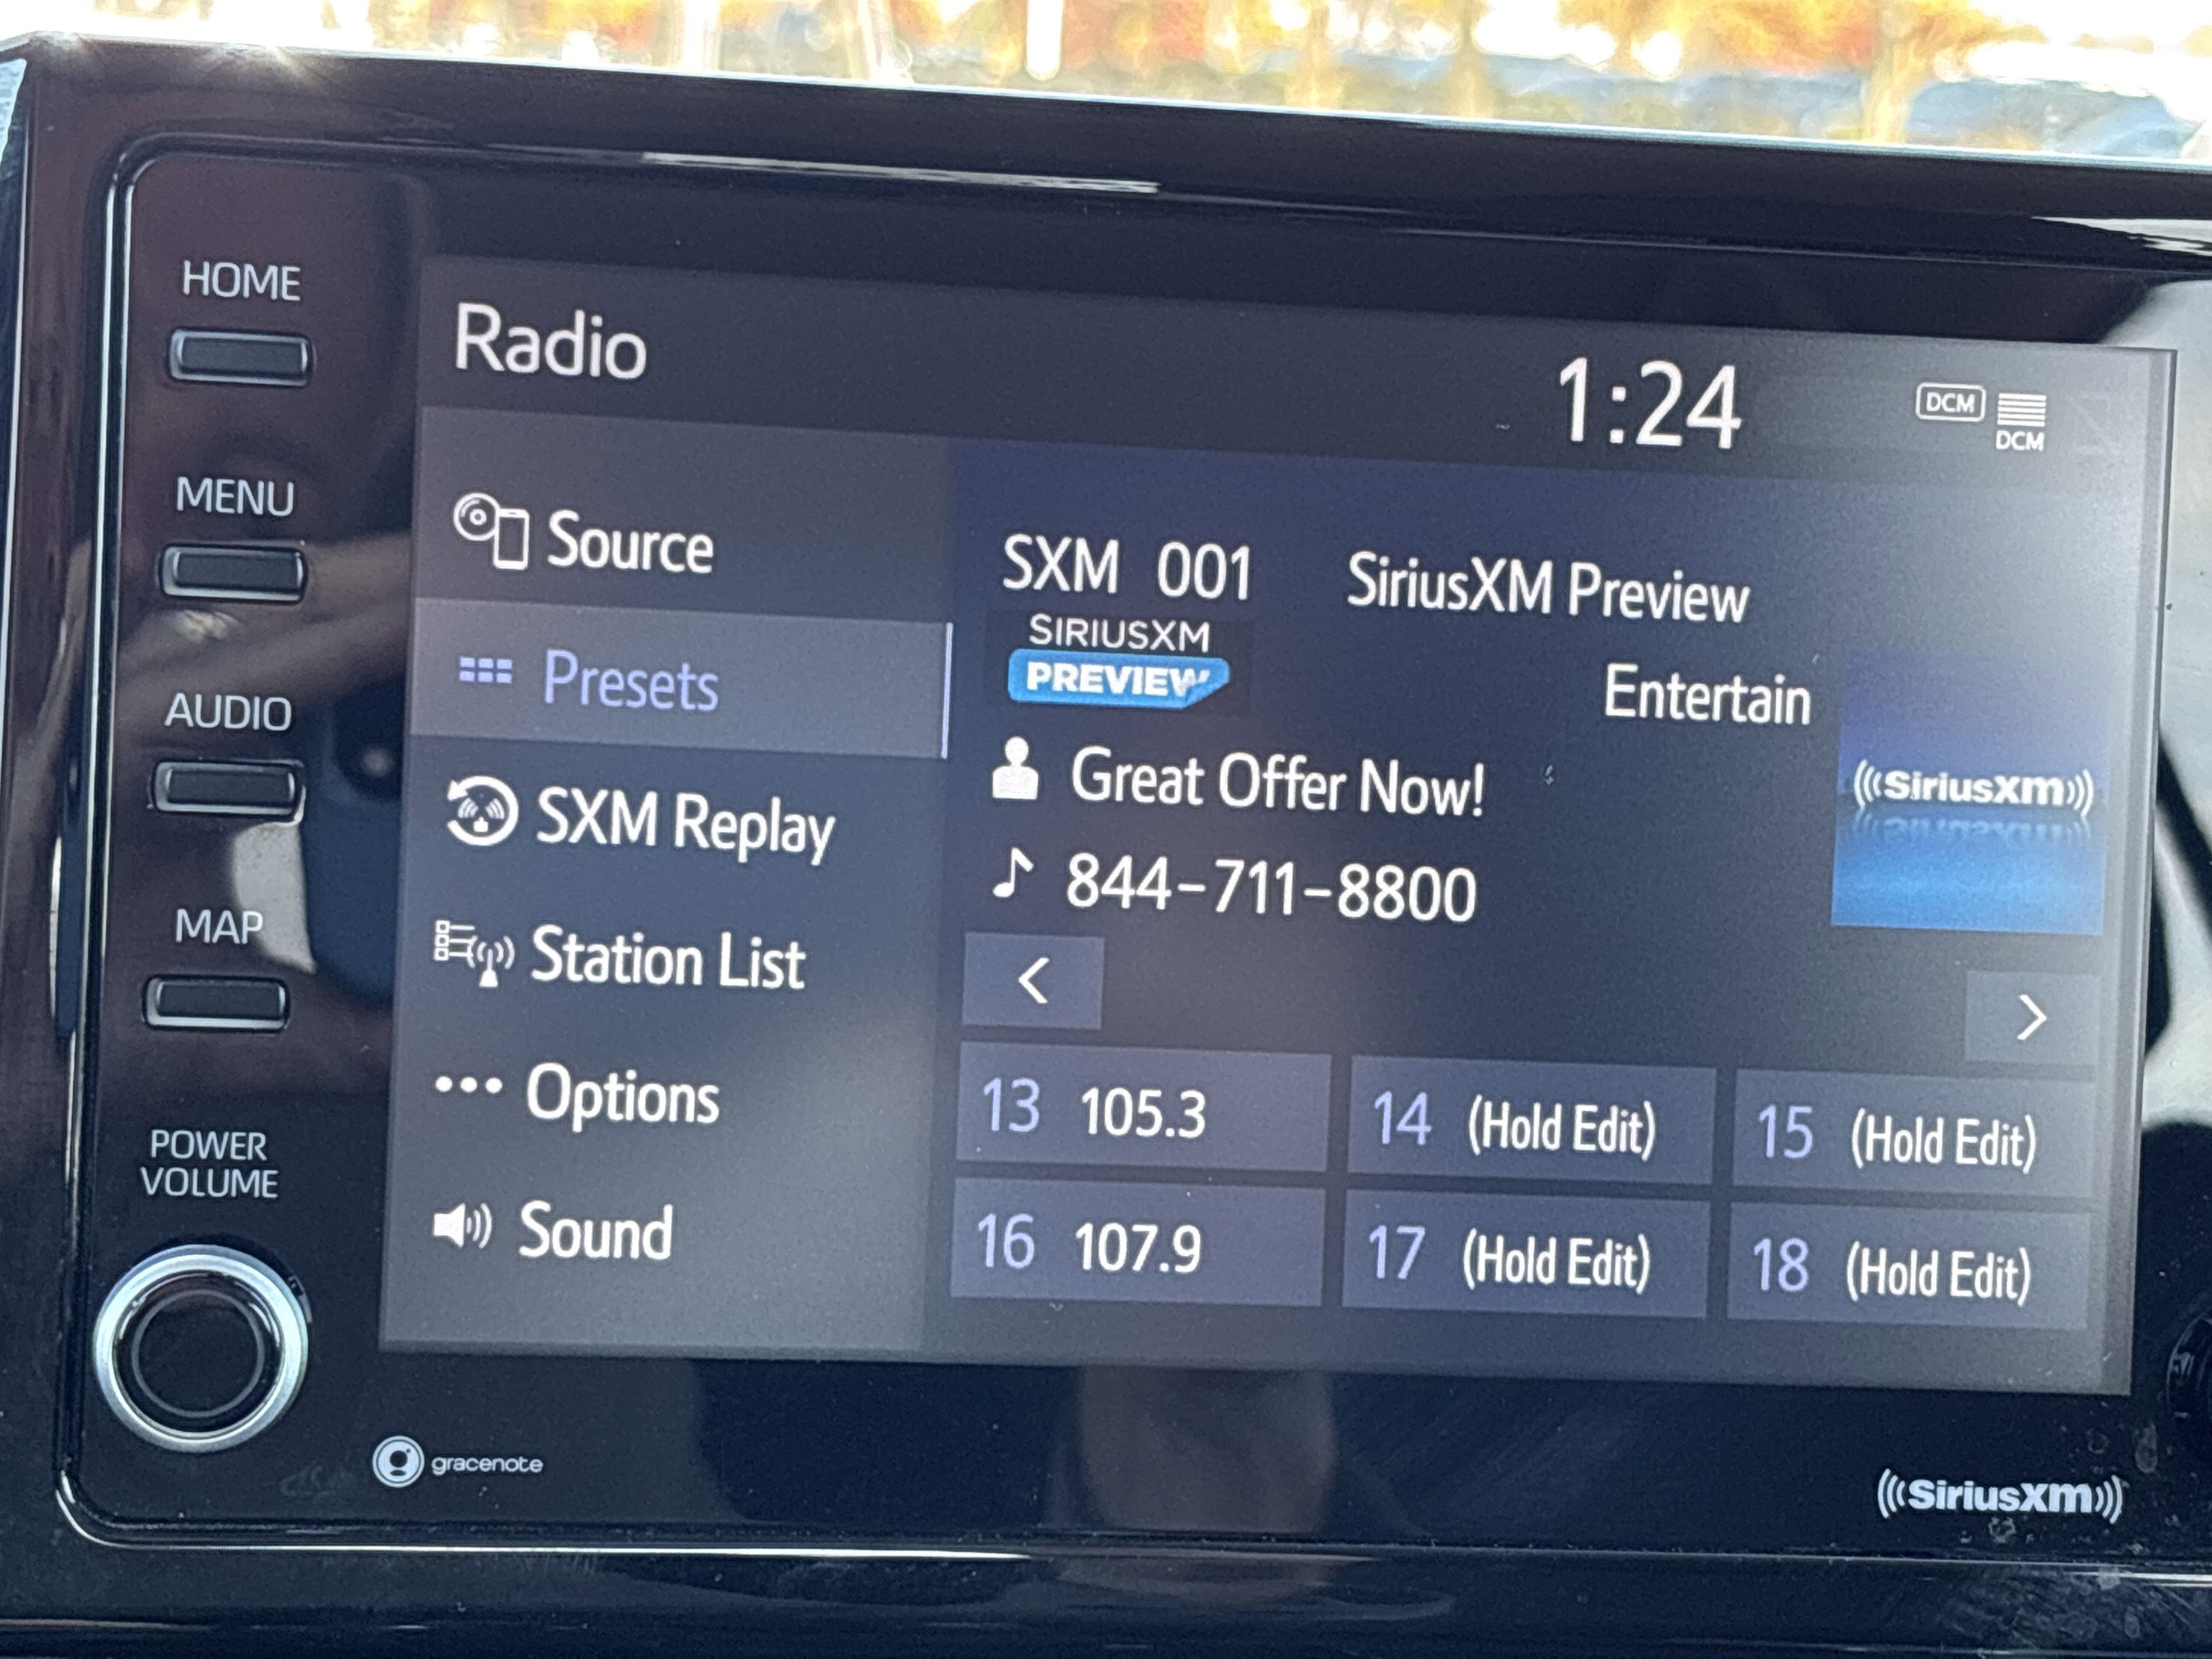 HOME
MENU
AUDIO
MAP
POWER
VOLUME
Radio
1:24
DCM
DCM
Source
Presets
SXM Replay
Station List
Options
Sound
SXM 001 SiriusXM Preview
SIRIUSXM
PREVIEW
Entertain
Great Offer Now!
844-711-8800
((SiriusXM))
<
>
13 105.3
14 (Hold Edit)
15 (Hold Edit)
16 107.9
17 (Hold Edit)
18 (Hold Edit)
gracenote
((SiriusXM))